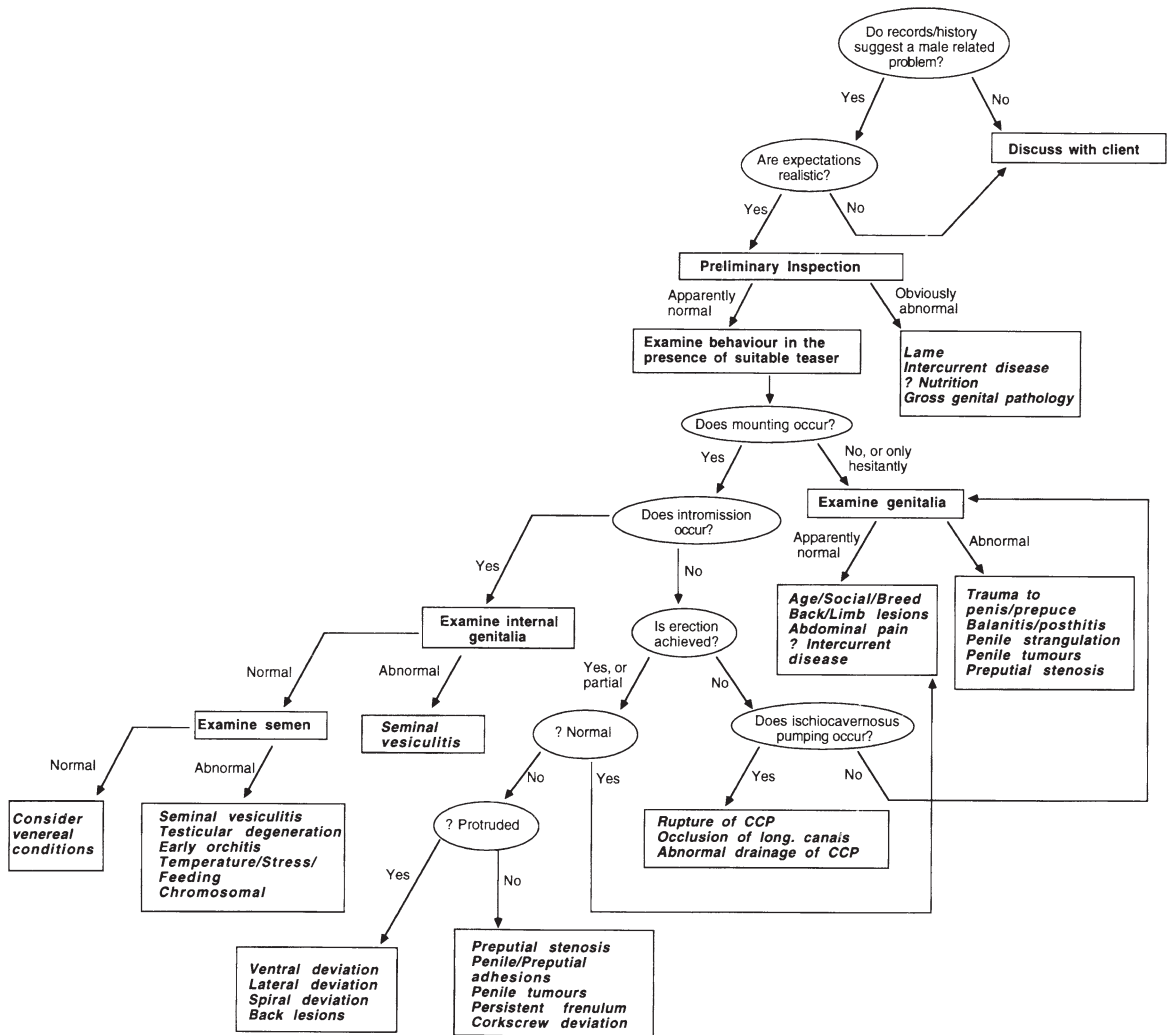 Do records/history
suggest a male related
problem?
Yes
No
Discuss with client
Are expectations
realistic?
Yes
No
Preliminary Inspection
Apparently
normal
Obviously
abnormal
Examine behaviour in the
presence of suitable teaser
Lame
Intercurrent disease
? Nutrition
Gross genital pathology
Does mounting occur?
Yes
No, or only
hesitantly
Examine genitalia
Does intromission
occur?
Apparently
normal
Abnormal
Yes
No
Age/Social/Breed
Back/Limb lesions
Abdominal pain
? Intercurrent
disease
Trauma to
penis/prepuce
Balanitis/posthitis
Penile strangulation
Penile tumours
Preputial stenosis
Examine internal
genitalia
Is erection
achieved?
Normal
Abnormal
Yes, or
partial
No
Examine semen
Seminal
vesiculitis
? Normal
Does ischiocavernosus
pumping occur?
Normal
Abnormal
No
Yes
Yes
No
Consider
venereal
conditions
Seminal vesiculitis
Testicular degeneration
Early orchitis
Temperature/Stress/
Feeding
Chromosomal
? Protruded
Rupture of CCP
Occlusion of long. canais
Abnormal drainage of CCP
Yes
No
Ventral deviation
Lateral deviation
Spiral deviation
Back lesions
Preputial stenosis
Penile/Preputial
adhesions
Penile tumours
Persistent frenulum
Corkscrew deviation